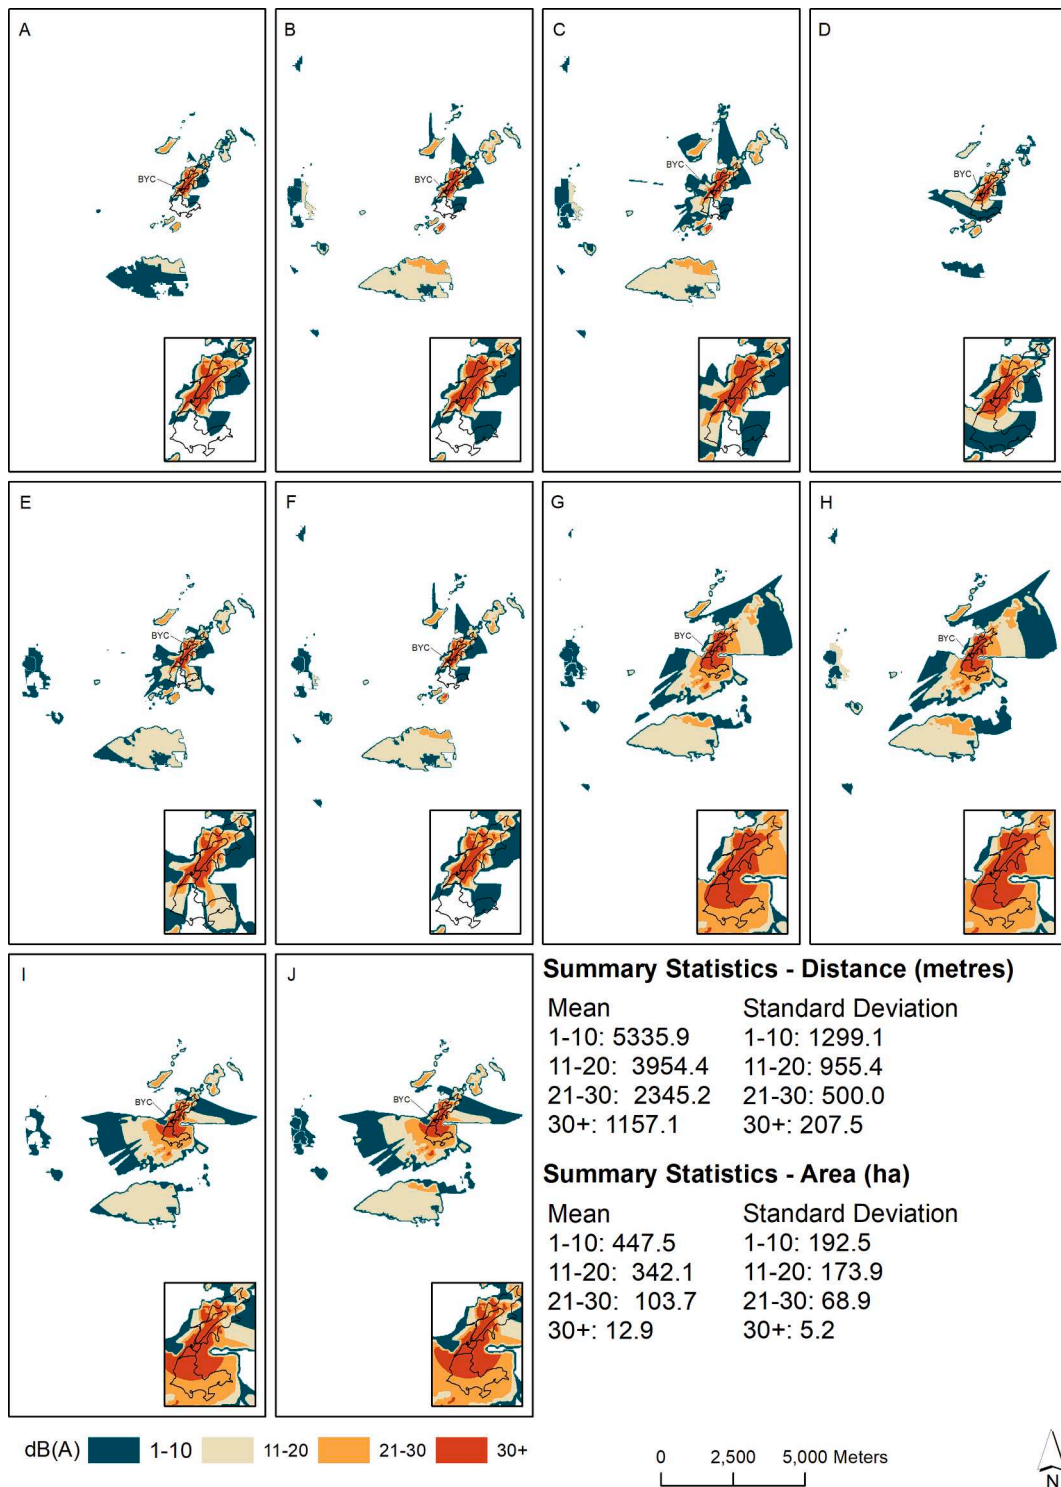 A
B
C
D
BYC
BYC
BYC
BYC
E
F
G
H
BYC
BYC
BYC
BYC
I
J
BYC
BYC
Summary Statistics - Distance (metres)
Mean Standard Deviation
1-10: 5335.9 1-10: 1299.1
11-20: 3954.4 11-20: 955.4
21-30: 2345.2 21-30: 500.0
30+: 1157.1 30+: 207.5
Summary Statistics - Area (ha)
Mean Standard Deviation
1-10: 447.5 1-10: 192.5
11-20: 342.1 11-20: 173.9
21-30: 103.7 21-30: 68.9
30+: 12.9 30+: 5.2
dB(A) 1-10 11-20 21-30 30+
0 2,500 5,000 Meters
N